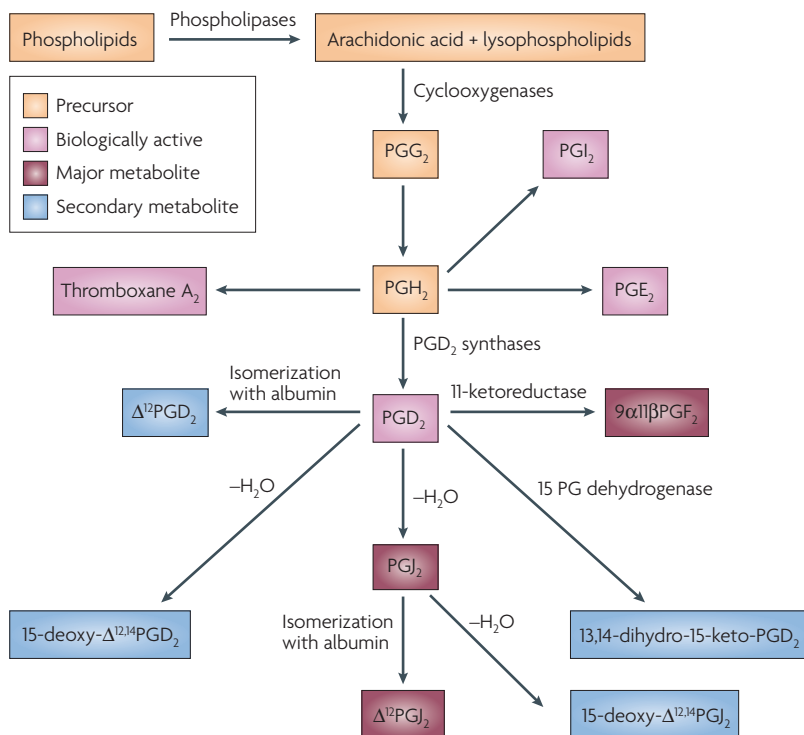 Phospholipids
Phospholipases
Arachidonic acid + lysophospholipids
Cyclooxygenases
Precursor
Biologically active
Major metabolite
Secondary metabolite
PGG₂
PGI₂
Thromboxane A₂
PGH₂
PGE₂
PGD₂ synthases
Isomerization
with albumin
11-ketoreductase
Δ¹²PGD₂
PGD₂
9α11βPGF₂
–H₂O
–H₂O
15 PG dehydrogenase
PGJ₂
Isomerization
with albumin
–H₂O
15-deoxy-Δ¹²,¹⁴PGD₂
13,14-dihydro-15-keto-PGD₂
Δ¹²PGJ₂
15-deoxy-Δ¹²,¹⁴PGJ₂